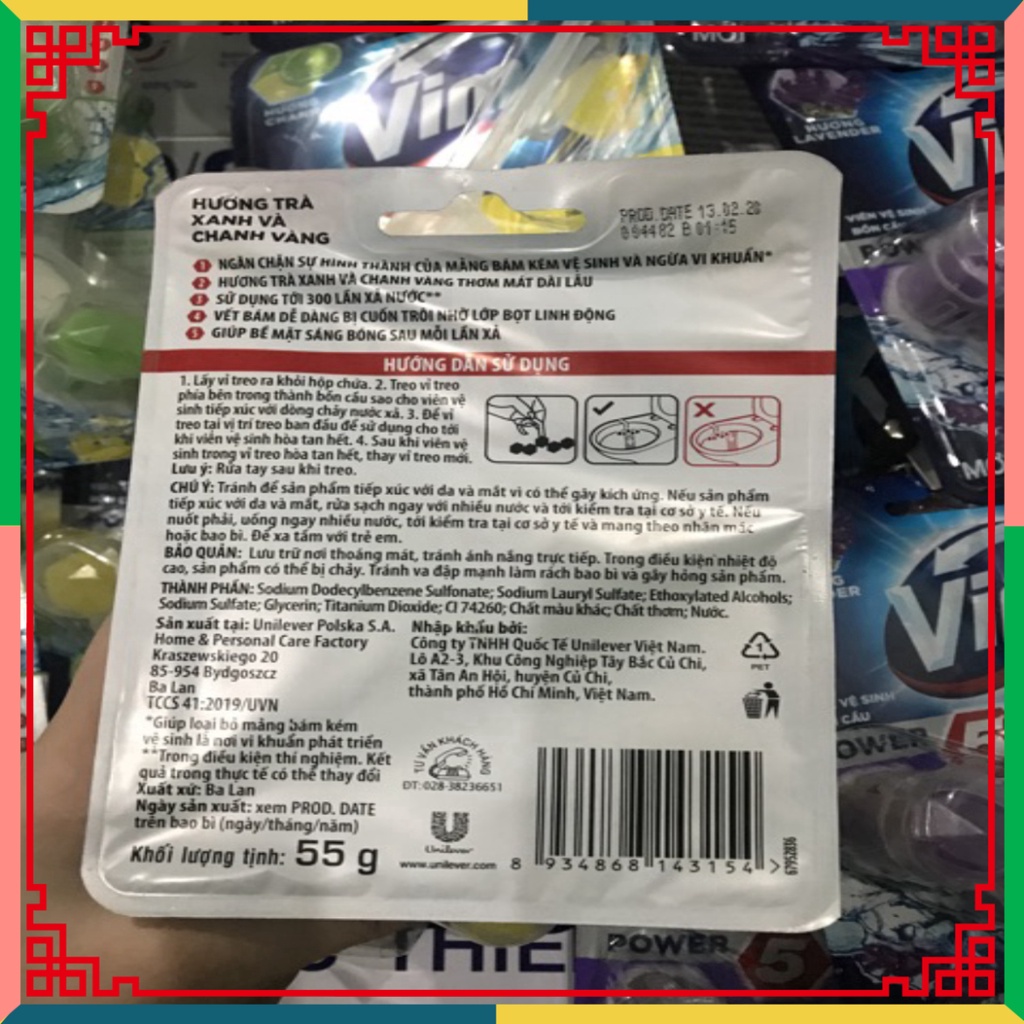 HƯƠNG TRÀ
XANH VÀ
CHANH VÀNG
PROD.DATE 13.02.20
094482 B 01:15
1 NGĂN CHẶN SỰ HÌNH THÀNH CỦA MẢNG BÁM KÉM VỆ SINH VÀ NGỪA VI KHUẨN*
2 HƯƠNG TRÀ XANH VÀ CHANH VÀNG THƠM MÁT DÀI LÂU
3 SỬ DỤNG TỚI 300 LẦN XẢ NƯỚC**
4 VẾT BÁM DỄ DÀNG BỊ CUỐN TRÔI NHỜ LỚP BỌT LINH ĐỘNG
5 GIÚP BỀ MẶT SÁNG BÓNG SAU MỖI LẦN XẢ
HƯỚNG DẪN SỬ DỤNG
1. Lấy vỉ treo ra khỏi hộp chứa. 2. Treo vỉ treo
phía bên trong thành bồn cầu sao cho viên vệ
sinh tiếp xúc với dòng chảy nước xả. 3. Để vỉ
treo tại vị trí treo ban đầu để sử dụng cho tới
khi viên vệ sinh hòa tan hết. 4. Sau khi viên vệ
sinh trong vỉ treo hòa tan hết, thay vỉ treo mới.
Lưu ý: Rửa tay sau khi treo.
CHÚ Ý: Tránh để sản phẩm tiếp xúc với da và mắt vì có thể gây kích ứng. Nếu sản phẩm
tiếp xúc với da và mắt, rửa sạch ngay với nhiều nước và tới kiểm tra tại cơ sở y tế. Nếu
nuốt phải, uống ngay nhiều nước, tới kiểm tra tại cơ sở y tế và mang theo nhãn mác
hoặc bao bì. Để xa tầm với trẻ em.
BẢO QUẢN: Lưu trữ nơi thoáng mát, tránh ánh nắng trực tiếp. Trong điều kiện nhiệt độ
cao, sản phẩm có thể bị chảy. Tránh va đập mạnh làm rách bao bì và gây hỏng sản phẩm.
THÀNH PHẦN: Sodium Dodecylbenzene Sulfonate; Sodium Lauryl Sulfate; Ethoxylated Alcohols;
Sodium Sulfate; Glycerin; Titanium Dioxide; CI 74260; Chất màu khác; Chất thơm; Nước.
Sản xuất tại: Unilever Polska S.A.
Home & Personal Care Factory
Kraszewskiego 20
85-954 Bydgoszcz
Ba Lan
TCCS 41:2019/UVN
Nhập khẩu bởi:
Công ty TNHH Quốc Tế Unilever Việt Nam.
Lô A2-3, Khu Công Nghiệp Tây Bắc Củ Chi,
xã Tân An Hội, huyện Củ Chi,
thành phố Hồ Chí Minh, Việt Nam.
1
PET
*Giúp loại bỏ mảng bám kém
vệ sinh là nơi vi khuẩn phát triển
**Trong điều kiện thí nghiệm. Kết
quả trong thực tế có thể thay đổi
Xuất xứ: Ba Lan
Ngày sản xuất: xem PROD. DATE
trên bao bì (ngày/tháng/năm)
Khối lượng tịnh: 55 g
TƯ VẤN KHÁCH HÀNG
ĐT: 028-38236651
Unilever
www.unilever.com
8 934868 143154 >
67952836
Vim
HƯƠNG
LAVENDER
VIÊN VỆ SINH
BỒN CẦU
POWER
5